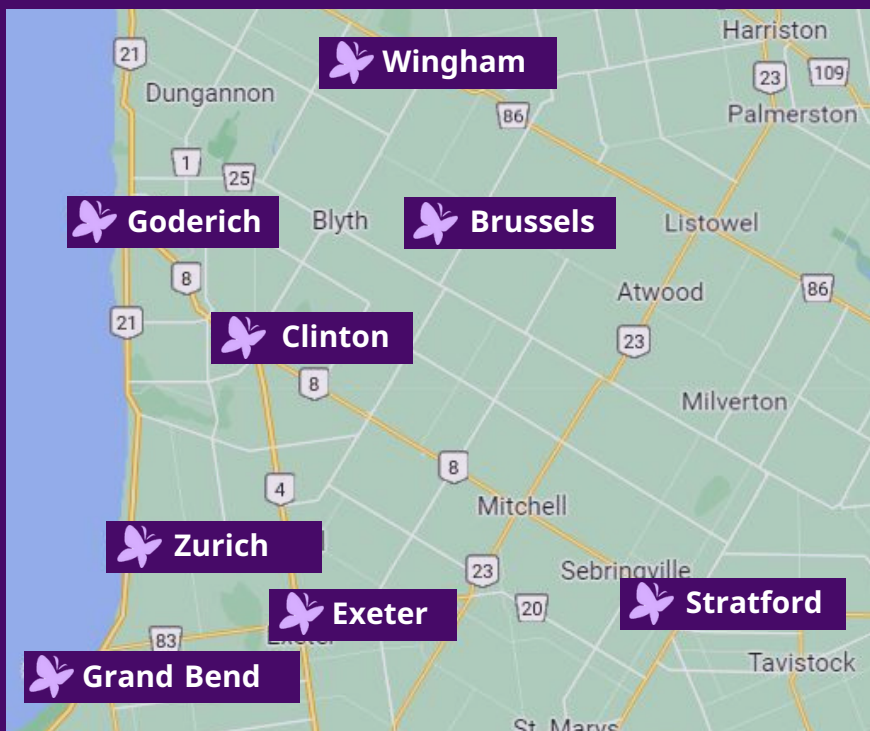 Harriston
21
Wingham
23
109
Dungannon
86
Palmerston
1
25
Goderich
Blyth
Brussels
Listowel
8
Atwood
86
21
Clinton
23
8
Milverton
8
4
Mitchell
Zurich
23
Sebringville
20
Stratford
Exeter
83
Exeter
Tavistock
Grand Bend
St. Marys